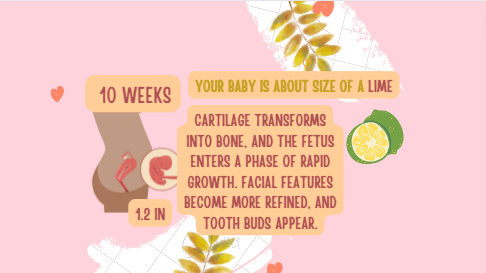 10 WEEKS
YOUR BABY IS ABOUT SIZE OF A LIME
CARTILAGE TRANSFORMS
INTO BONE, AND THE FETUS
ENTERS A PHASE OF RAPID
GROWTH. FACIAL FEATURES
BECOME MORE REFINED, AND
TOOTH BUDS APPEAR.
1.2 IN